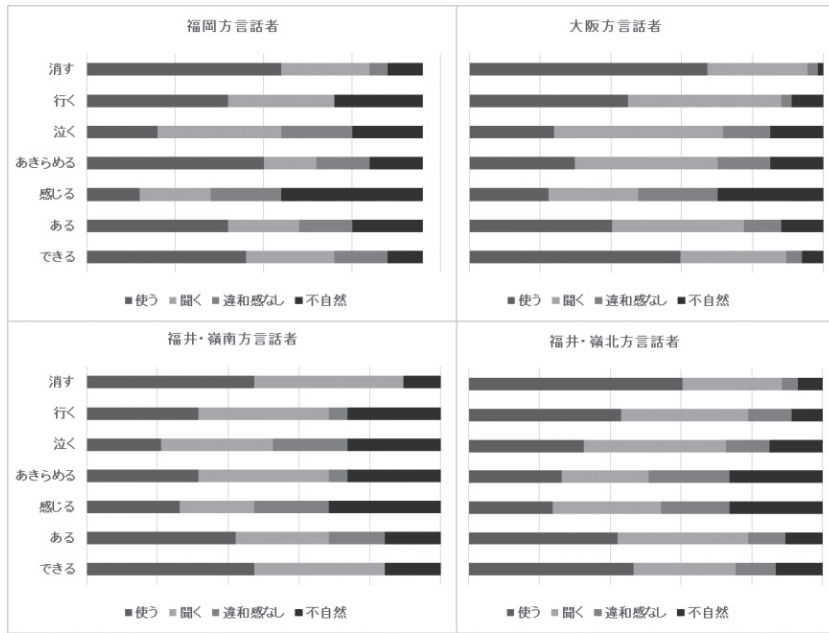 福岡方言話者
消す
行く
泣く
あきらめる
感じる
ある
できる
■使う ■聞く ■違和感なし ■不自然
大阪方言話者
■使う ■聞く ■違和感なし ■不自然
福井・嶺南方言話者
消す
行く
泣く
あきらめる
感じる
ある
できる
■使う ■聞く ■違和感なし ■不自然
福井・嶺北方言話者
■使う ■聞く ■違和感なし ■不自然